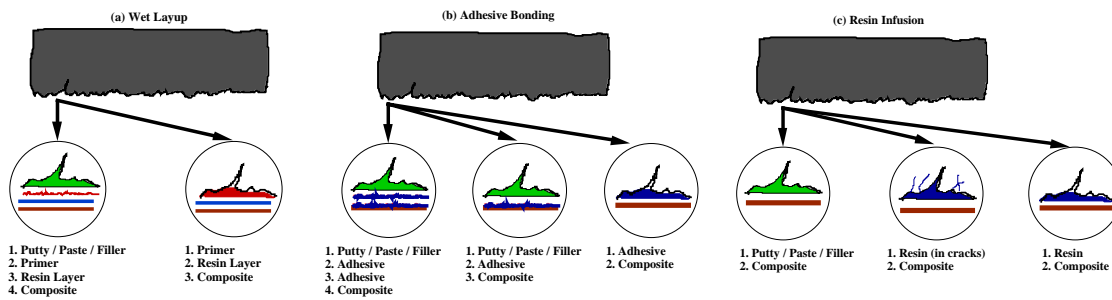 (a) Wet Layup
(b) Adhesive Bonding
(c) Resin Infusion
1. Putty / Paste / Filler
2. Primer
3. Resin Layer
4. Composite
1. Primer
2. Resin Layer
3. Composite
1. Putty / Paste / Filler
2. Adhesive
3. Adhesive
4. Composite
1. Putty / Paste / Filler
2. Adhesive
3. Composite
1. Adhesive
2. Composite
1. Putty / Paste / Filler
2. Composite
1. Resin (in cracks)
2. Composite
1. Resin
2. Composite